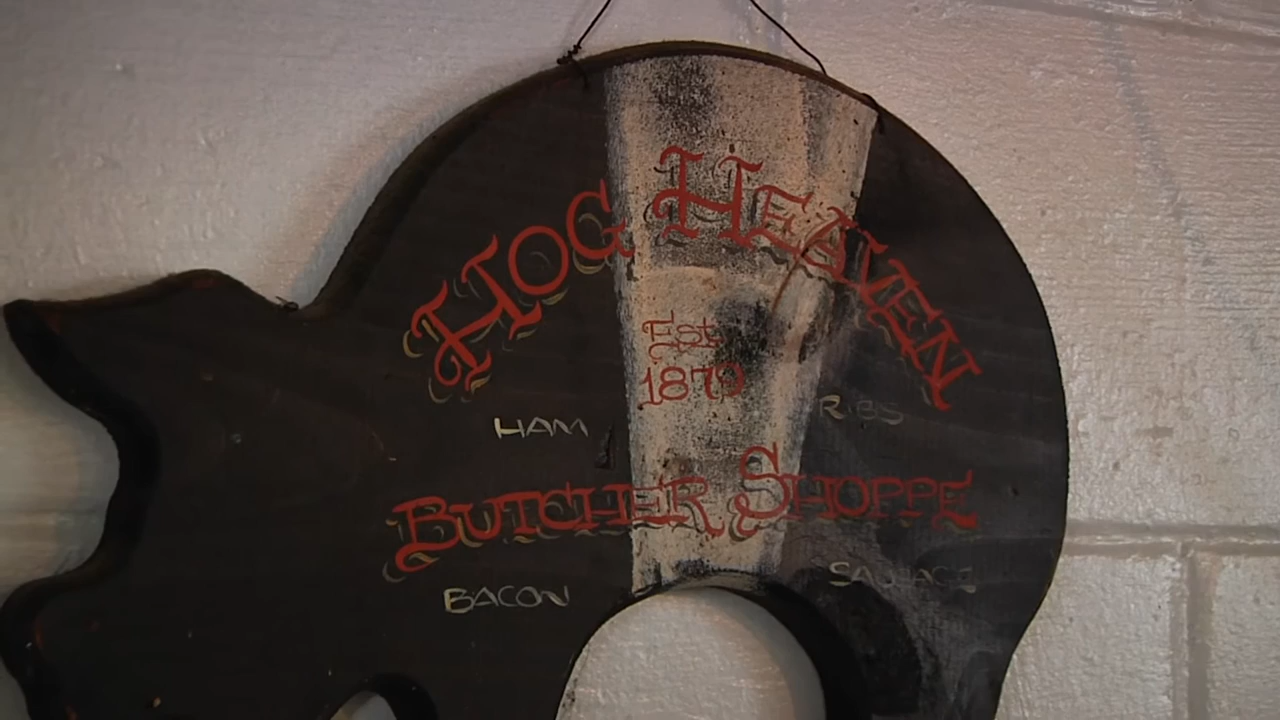 HOG HEAVEN
Est
1879
HAM
RIBS
BUTCHER SHOPPE
BACON
SAUSAGE